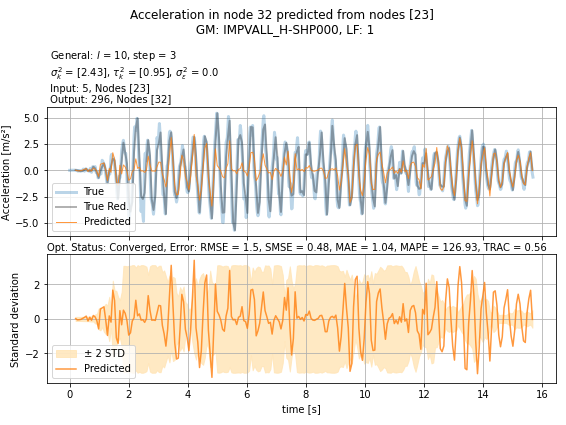 Acceleration in node 32 predicted from nodes [23]
GM: IMPVALL_H-SHP000, LF: 1
General: l = 10, step = 3
σ²ₖ = [2.43], τ²ₖ = [0.95], σ²ε = 0.0
Input: 5, Nodes [23]
Output: 296, Nodes [32]
Acceleration [m/s²]
5.0
2.5
0.0
−2.5
−5.0
True
True Red.
Predicted
Opt. Status: Converged, Error: RMSE = 1.5, SMSE = 0.48, MAE = 1.04, MAPE = 126.93, TRAC = 0.56
Standard deviation
2
0
−2
± 2 STD
Predicted
0 2 4 6 8 10 12 14 16
time [s]